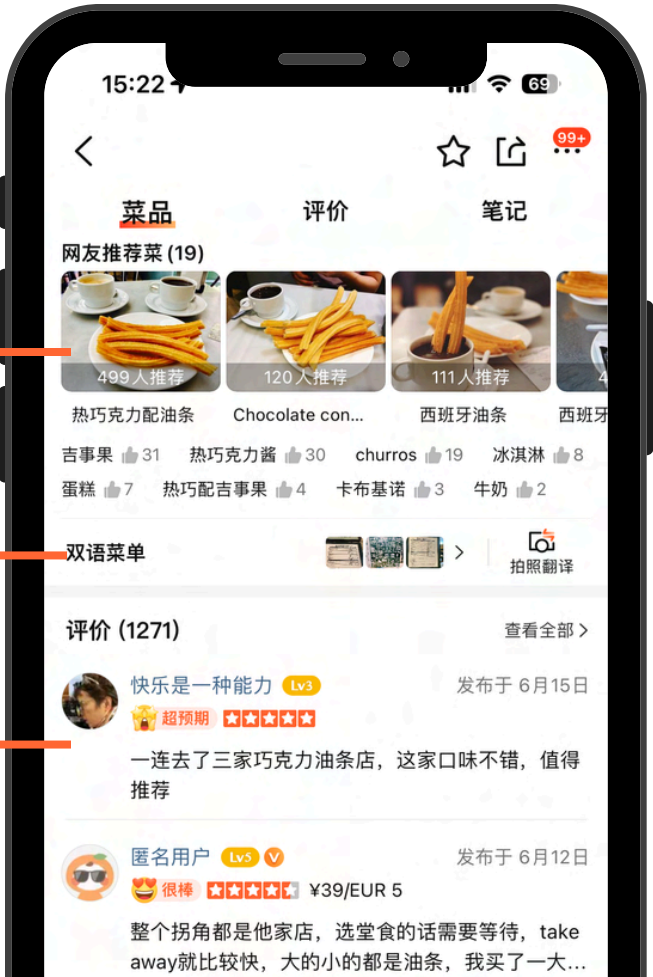 15:22
69
99+
菜品 评价 笔记
网友推荐菜 (19)
499人推荐 120人推荐 111人推荐 4
热巧克力配油条 Chocolate con... 西班牙油条 西班牙
吉事果 31 热巧克力酱 30 churros 19 冰淇淋 8
蛋糕 7 热巧配吉事果 4 卡布基诺 3 牛奶 2
双语菜单
拍照翻译
评价 (1271) 查看全部
快乐是一种能力 Lv3 发布于 6月15日
超预期
一连去了三家巧克力油条店，这家口味不错，值得
推荐
匿名用户 Lv5 V 发布于 6月12日
很棒 ¥39/EUR 5
整个拐角都是他家店，选堂食的话需要等待，take
away就比较快，大的小的都是油条，我买了一大...